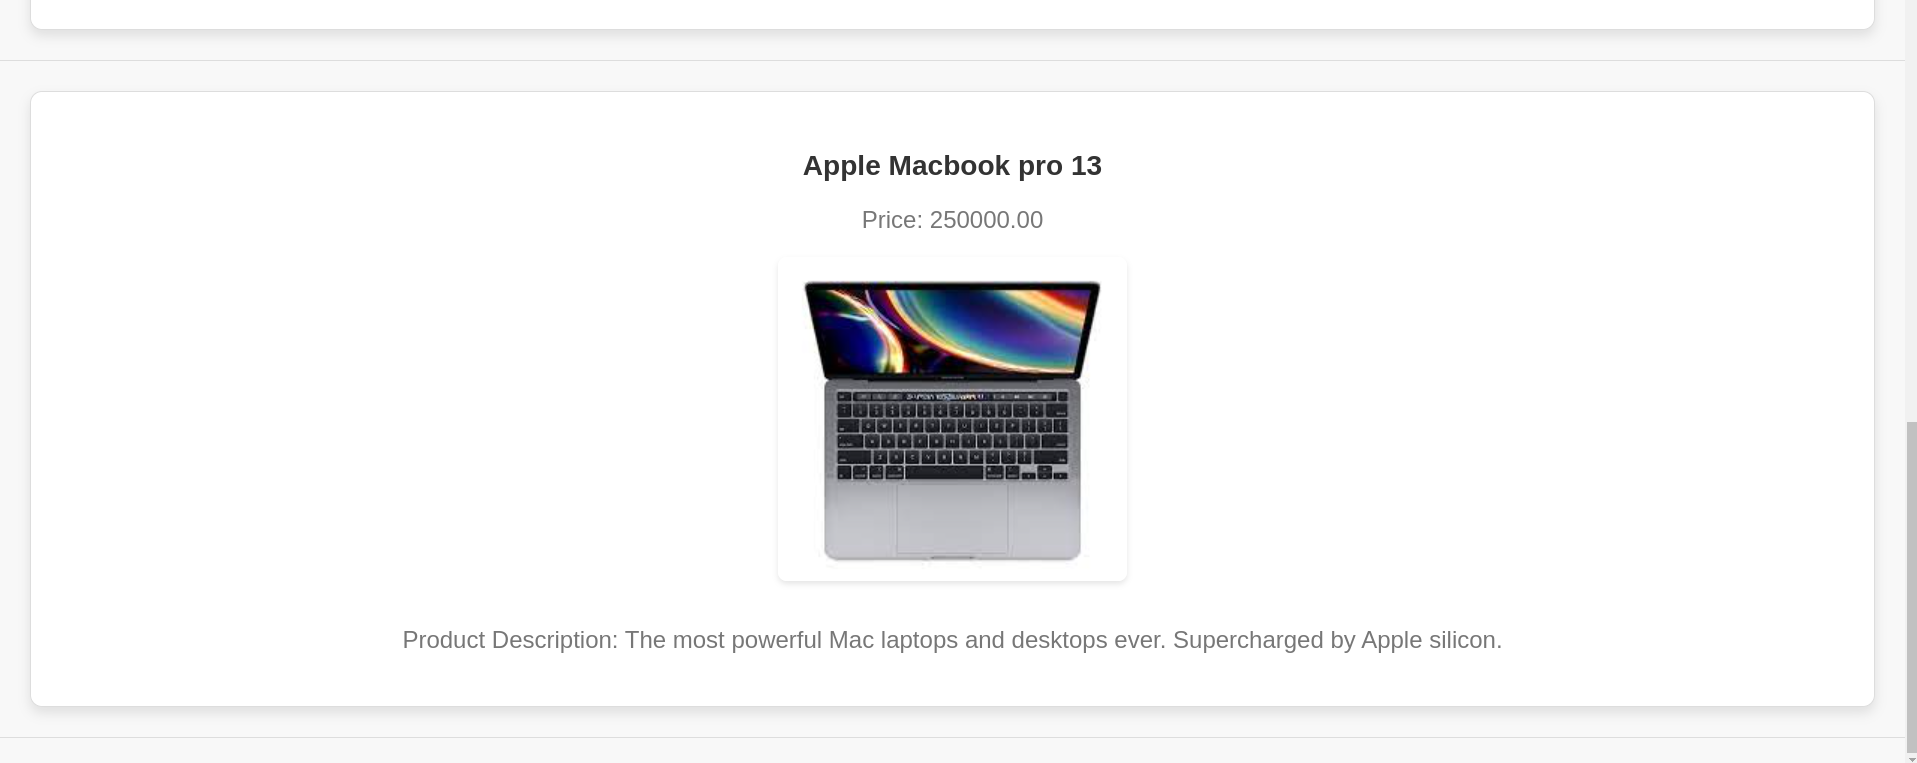 Apple Macbook pro 13
Price: 250000.00
Product Description: The most powerful Mac laptops and desktops ever. Supercharged by Apple silicon.